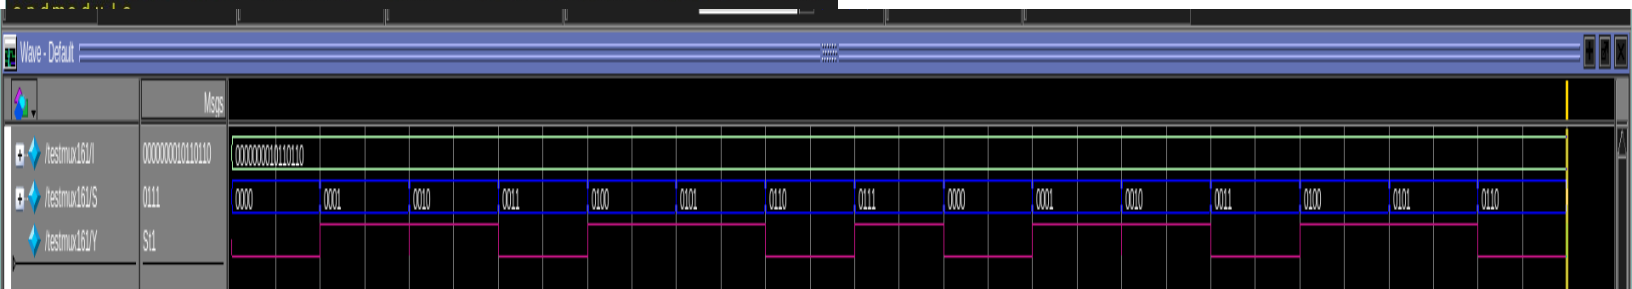 endmodule
Wave - Default
Msgs
/testmux161/I 0000000010110110 0000000010110110
/testmux161/S 0111 0000 0001 0010 0011 0100 0101 0110 0111 0000 0001 0010 0011 0100 0101 0110
/testmux161/Y St1